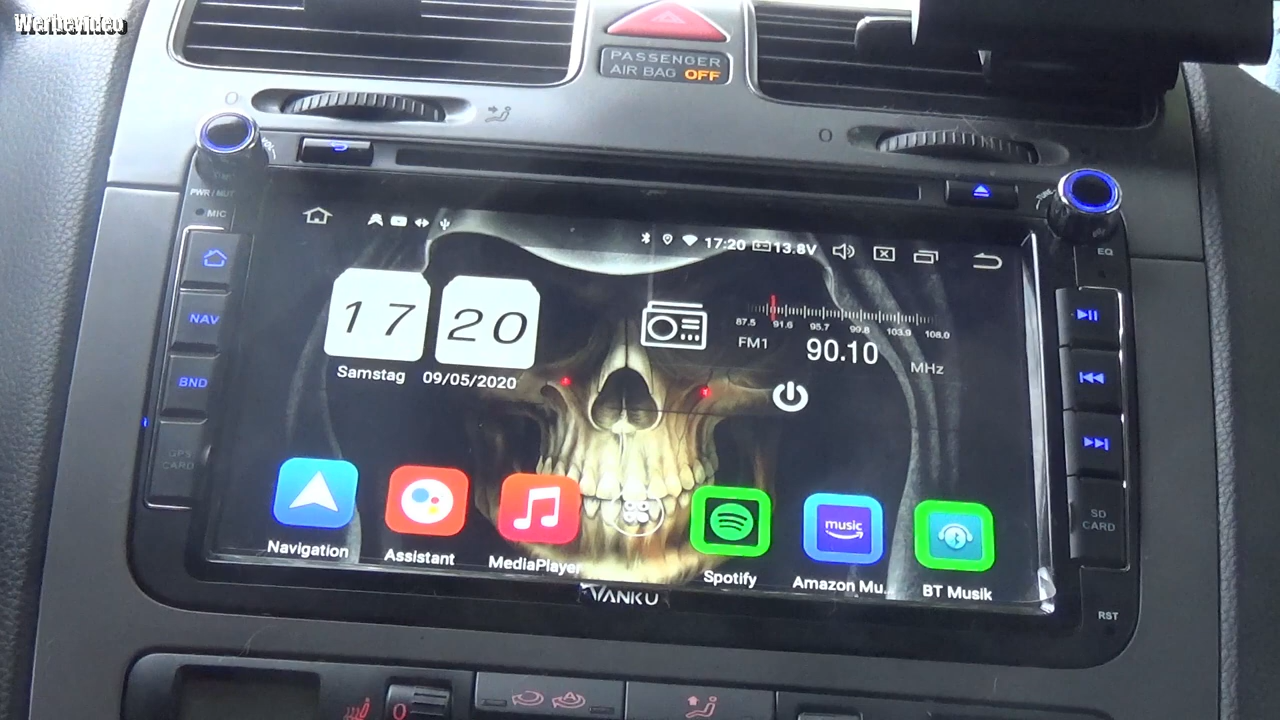 Werbevideo
PASSENGER
AIR BAG OFF
PWR / MUT
MIC
NAV
BND
GPS
CARD
17:20 13.8V
17 20
Samstag 09/05/2020
87.5 91.6 95.7 99.8 103.9 108.0
FM1 90.10 MHz
Navigation
Assistant
MediaPlayer
Spotify
music
Amazon Mu...
BT Musik
VANKU
EQ
SD
CARD
RST